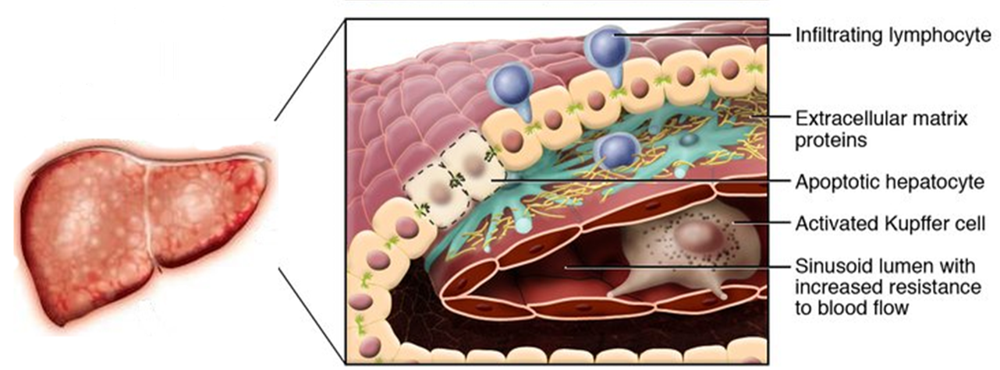 Infiltrating lymphocyte
Extracellular matrix
proteins
Apoptotic hepatocyte
Activated Kupffer cell
Sinusoid lumen with
increased resistance
to blood flow